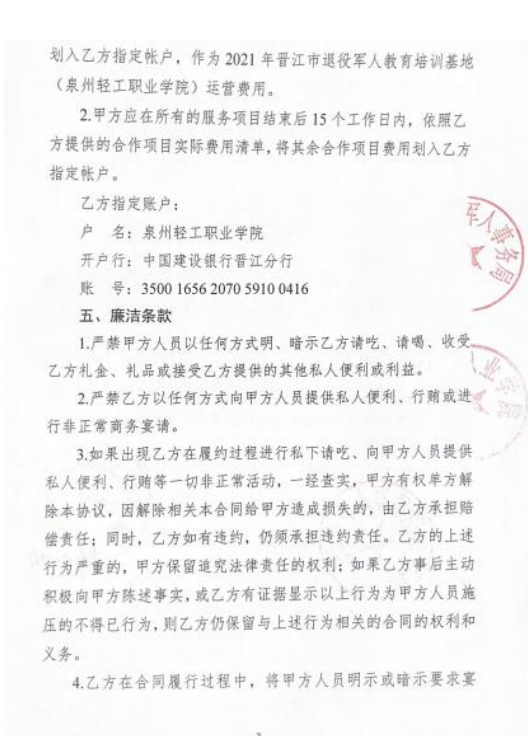 划入乙方指定帐户，作为 2021 年晋江市退役军人教育培训基地
（泉州轻工职业学院）运营费用。
2.甲方应在所有的服务项目结束后 15 个工作日内，依照乙
方提供的合作项目实际费用清单，将其余合作项目费用划入乙方
指定帐户。
乙方指定账户：
户 名：泉州轻工职业学院
开户行：中国建设银行晋江分行
账 号：3500 1656 2070 5910 0416
五、廉洁条款
1.严禁甲方人员以任何方式明、暗示乙方请吃、请喝、收受
乙方礼金、礼品或接受乙方提供的其他私人便利或利益。
2.严禁乙方以任何方式向甲方人员提供私人便利、行贿或进
行非正常商务宴请。
3.如果出现乙方在履约过程进行私下请吃、向甲方人员提供
私人便利、行贿等一切非正常活动，一经查实，甲方有权单方解
除本协议，因解除相关本合同给甲方造成损失的，由乙方承担赔
偿责任；同时，乙方如有违约，仍须承担违约责任。乙方的上述
行为严重的，甲方保留追究法律责任的权利；如果乙方事后主动
积极向甲方陈述事实，或乙方有证据显示以上行为为甲方人员施
压的不得已行为，则乙方仍保留与上述行为相关的合同的权利和
义务。
4.乙方在合同履行过程中，将甲方人员明示或暗示要求宴
军人事务局